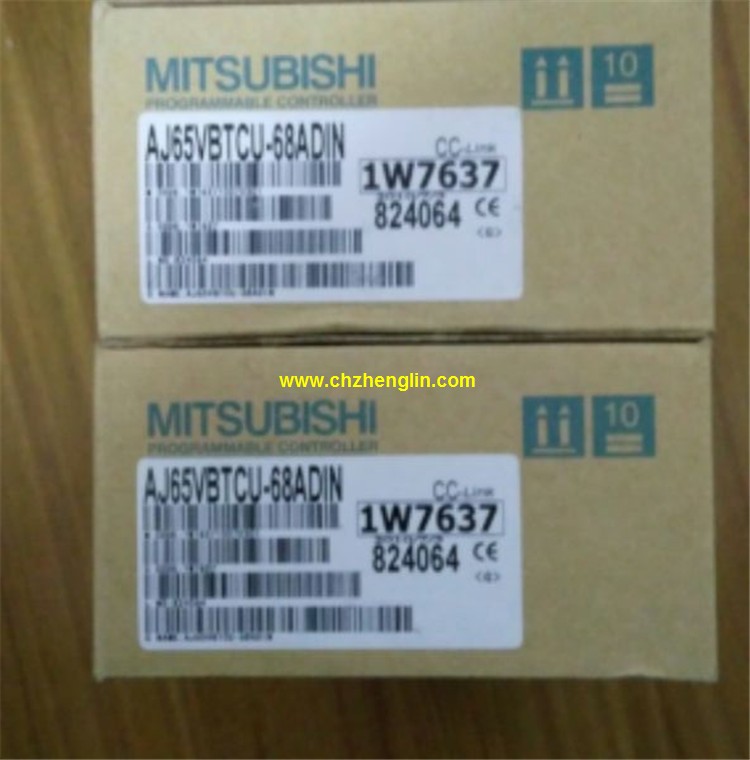 MITSUBISHI
10
PROGRAMMABLE CONTROLLER
AJ65VBTCU-68ADIN
CC-Link
1W7637
824064 CE
www.chzhenglin.com
MITSUBISHI
10
PROGRAMMABLE CONTROLLER
AJ65VBTCU-68ADIN
CC-Link
1W7637
824064 CE